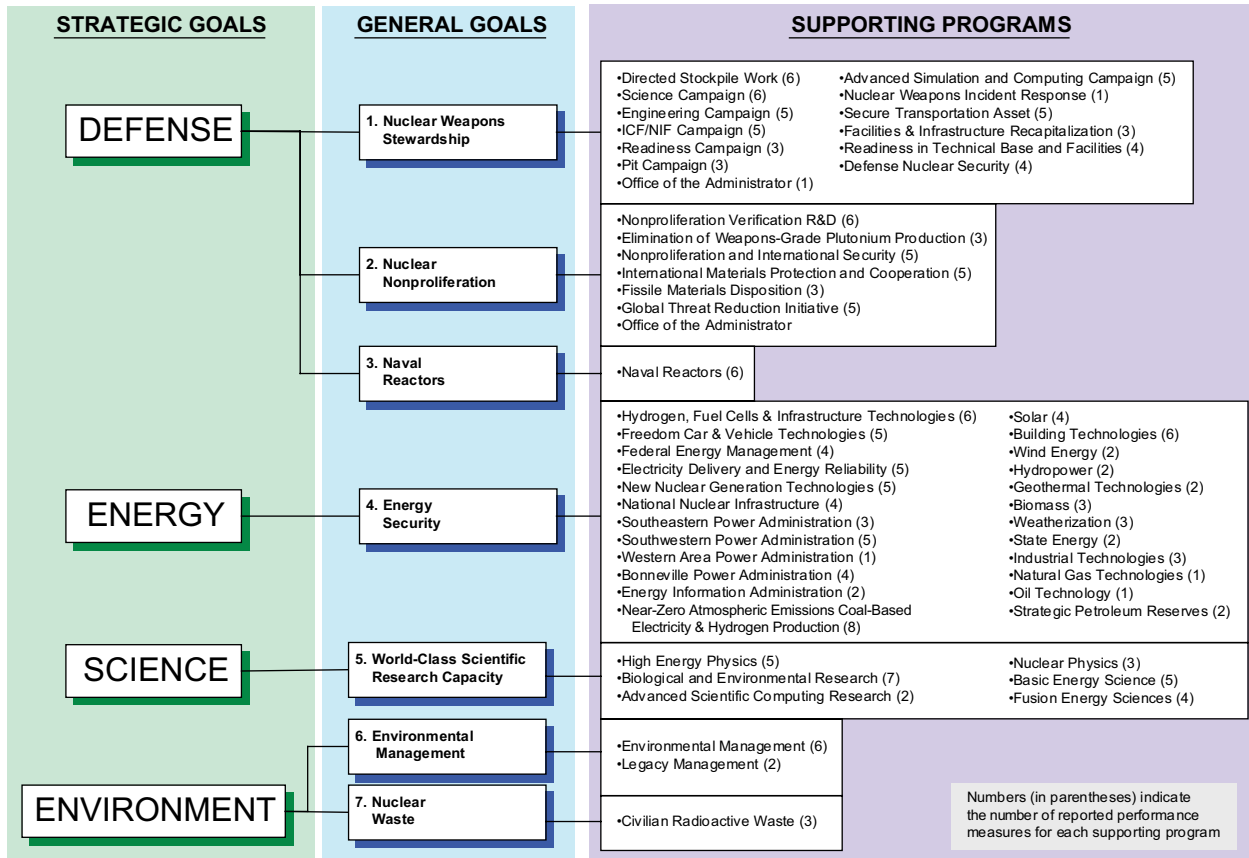 STRATEGIC GOALS
GENERAL GOALS
SUPPORTING PROGRAMS
DEFENSE
1. Nuclear Weapons
Stewardship
•Directed Stockpile Work (6)
•Science Campaign (6)
•Engineering Campaign (5)
•ICF/NIF Campaign (5)
•Readiness Campaign (3)
•Pit Campaign (3)
•Office of the Administrator (1)
•Advanced Simulation and Computing Campaign (5)
•Nuclear Weapons Incident Response (1)
•Secure Transportation Asset (5)
•Facilities & Infrastructure Recapitalization (3)
•Readiness in Technical Base and Facilities (4)
•Defense Nuclear Security (4)
2. Nuclear
Nonproliferation
•Nonproliferation Verification R&D (6)
•Elimination of Weapons-Grade Plutonium Production (3)
•Nonproliferation and International Security (5)
•International Materials Protection and Cooperation (5)
•Fissile Materials Disposition (3)
•Global Threat Reduction Initiative (5)
•Office of the Administrator
3. Naval
Reactors
•Naval Reactors (6)
ENERGY
4. Energy
Security
•Hydrogen, Fuel Cells & Infrastructure Technologies (6)
•Freedom Car & Vehicle Technologies (5)
•Federal Energy Management (4)
•Electricity Delivery and Energy Reliability (5)
•New Nuclear Generation Technologies (5)
•National Nuclear Infrastructure (4)
•Southeastern Power Administration (3)
•Southwestern Power Administration (5)
•Western Area Power Administration (1)
•Bonneville Power Administration (4)
•Energy Information Administration (2)
•Near-Zero Atmospheric Emissions Coal-Based
Electricity & Hydrogen Production (8)
•Solar (4)
•Building Technologies (6)
•Wind Energy (2)
•Hydropower (2)
•Geothermal Technologies (2)
•Biomass (3)
•Weatherization (3)
•State Energy (2)
•Industrial Technologies (3)
•Natural Gas Technologies (1)
•Oil Technology (1)
•Strategic Petroleum Reserves (2)
SCIENCE
5. World-Class Scientific
Research Capacity
•High Energy Physics (5)
•Biological and Environmental Research (7)
•Advanced Scientific Computing Research (2)
•Nuclear Physics (3)
•Basic Energy Science (5)
•Fusion Energy Sciences (4)
ENVIRONMENT
6. Environmental
Management
•Environmental Management (6)
•Legacy Management (2)
7. Nuclear
Waste
•Civilian Radioactive Waste (3)
Numbers (in parentheses) indicate
the number of reported performance
measures for each supporting program